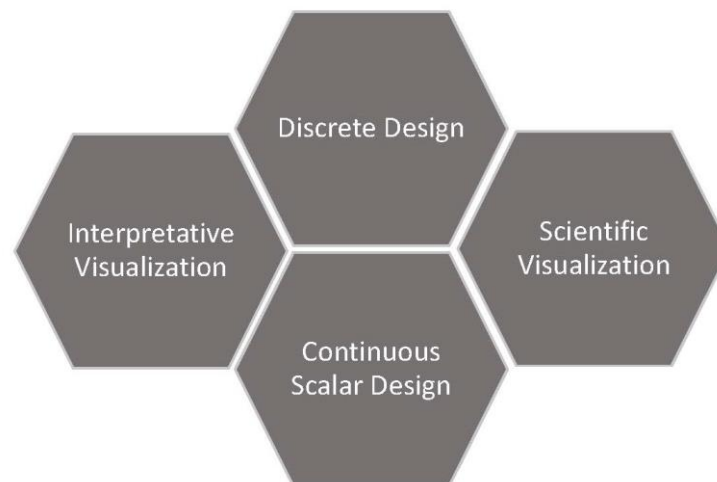 Discrete Design
Interpretative
Visualization
Scientific
Visualization
Continuous
Scalar Design